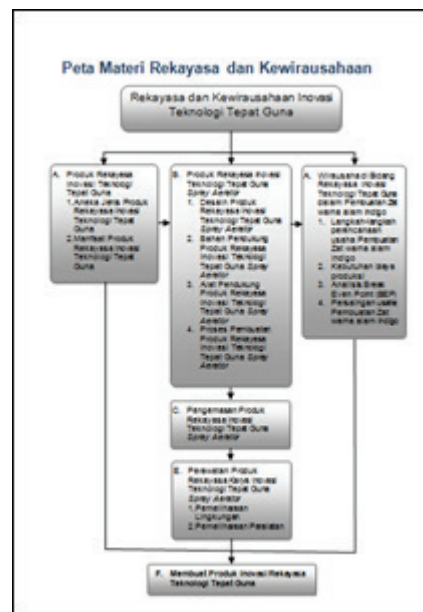 Peta Materi Rekayasa dan Kewirausahaan
Rekayasa dan Kewirausahaan Inovasi
Teknologi Tepat Guna
A. Produk Rekayasa
Inovasi Teknologi Tepat
Guna
1.Aneka Jenis Produk
Rekayasa Inovasi
Teknologi Tepat
Guna
2.Manfaat Produk
Rekayasa Inovasi
Teknologi Tepat
Guna
B. Produk Rekayasa Inovasi
Teknologi Tepat Guna
Spray Aerator
1. Desain Produk
Rekayasa Inovasi
Teknologi Tepat
Guna Spray Aerator
2. Bahan Pendukung
Produk Rekayasa
Inovasi Teknologi
Tepat Guna Spray
Aerator
3. Alat Pendukung
Produk Rekayasa
Inovasi Teknologi
Tepat Guna Spray
Aerator
4. Proses Pembuatan
Produk Rekayasa
Inovasi Teknologi
Tepat Guna Spray
Aerator
A. Wirausaha di Bidang
Rekayasa Inovasi
Teknologi Tepat Guna
dalam Pembuatan Zat
warna alam Indigo
1. Langkah-langkah
perencanaan
usaha Pembuatan
Zat warna alam
Indigo
2. Kebutuhan biaya
produksi
3. Analisis Break
Even Point (BEP)
4. Persaingan usaha
Pembuatan Zat
warna alam Indigo
C. Pengemasan Produk
Rekayasa Inovasi
Teknologi Tepat Guna
Spray Aerator
E. Perawatan Produk
Rekayasa Karya Inovasi
Teknologi Tepat Guna
Spray Aerator
1.Pemeliharaan
Lingkungan
2.Pemeliharaan Peralatan
F. Membuat Produk Inovasi Rekayasa
Teknologi Tepat Guna